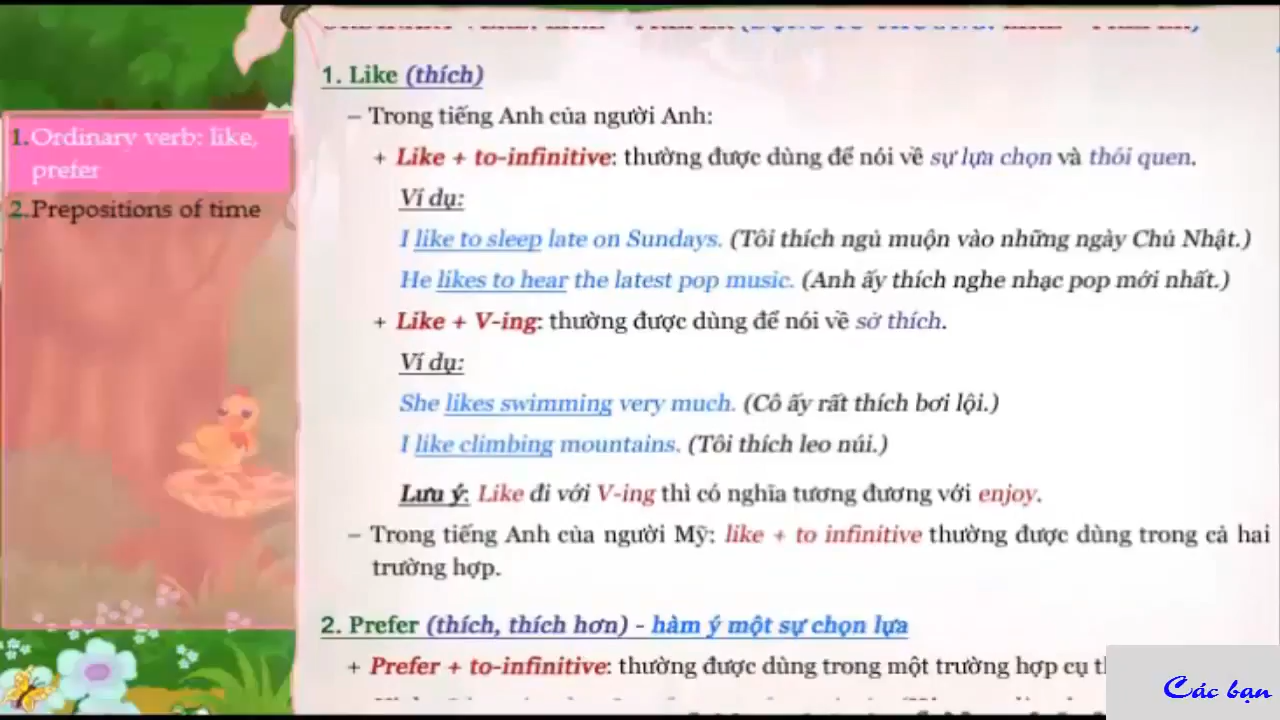 1. Like (thích)
– Trong tiếng Anh của người Anh:
+ Like + to-infinitive: thường được dùng để nói về sự lựa chọn và thói quen.
1.Ordinary verb: like,
prefer
2.Prepositions of time
Ví dụ:
I like to sleep late on Sundays. (Tôi thích ngủ muộn vào những ngày Chủ Nhật.)
He likes to hear the latest pop music. (Anh ấy thích nghe nhạc pop mới nhất.)
+ Like + V-ing: thường được dùng để nói về sở thích.
Ví dụ:
She likes swimming very much. (Cô ấy rất thích bơi lội.)
I like climbing mountains. (Tôi thích leo núi.)
Lưu ý: Like đi với V-ing thì có nghĩa tương đương với enjoy.
– Trong tiếng Anh của người Mỹ: like + to infinitive thường được dùng trong cả hai
trường hợp.
2. Prefer (thích, thích hơn) - hàm ý một sự chọn lựa
+ Prefer + to-infinitive: thường được dùng trong một trường hợp cụ
Các bạn